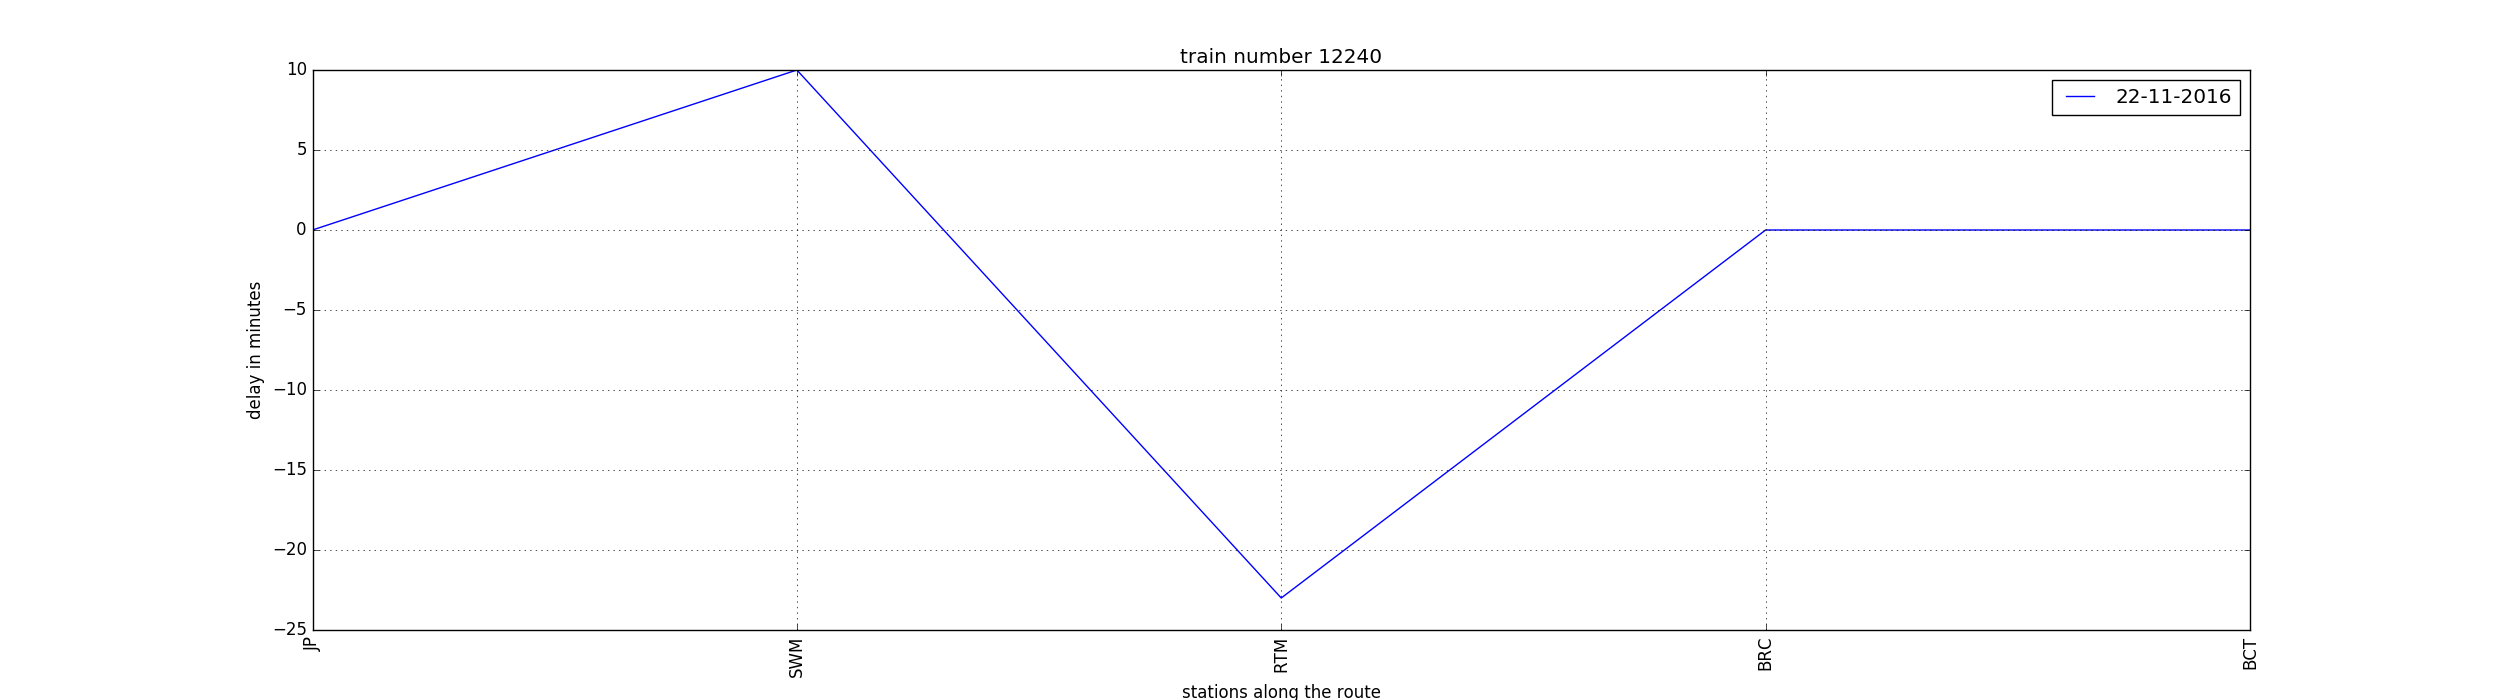 train number 12240
22-11-2016
10
5
0
−5
−10
−15
−20
−25
delay in minutes
JP
SWM
RTM
BRC
BCT
stations along the route